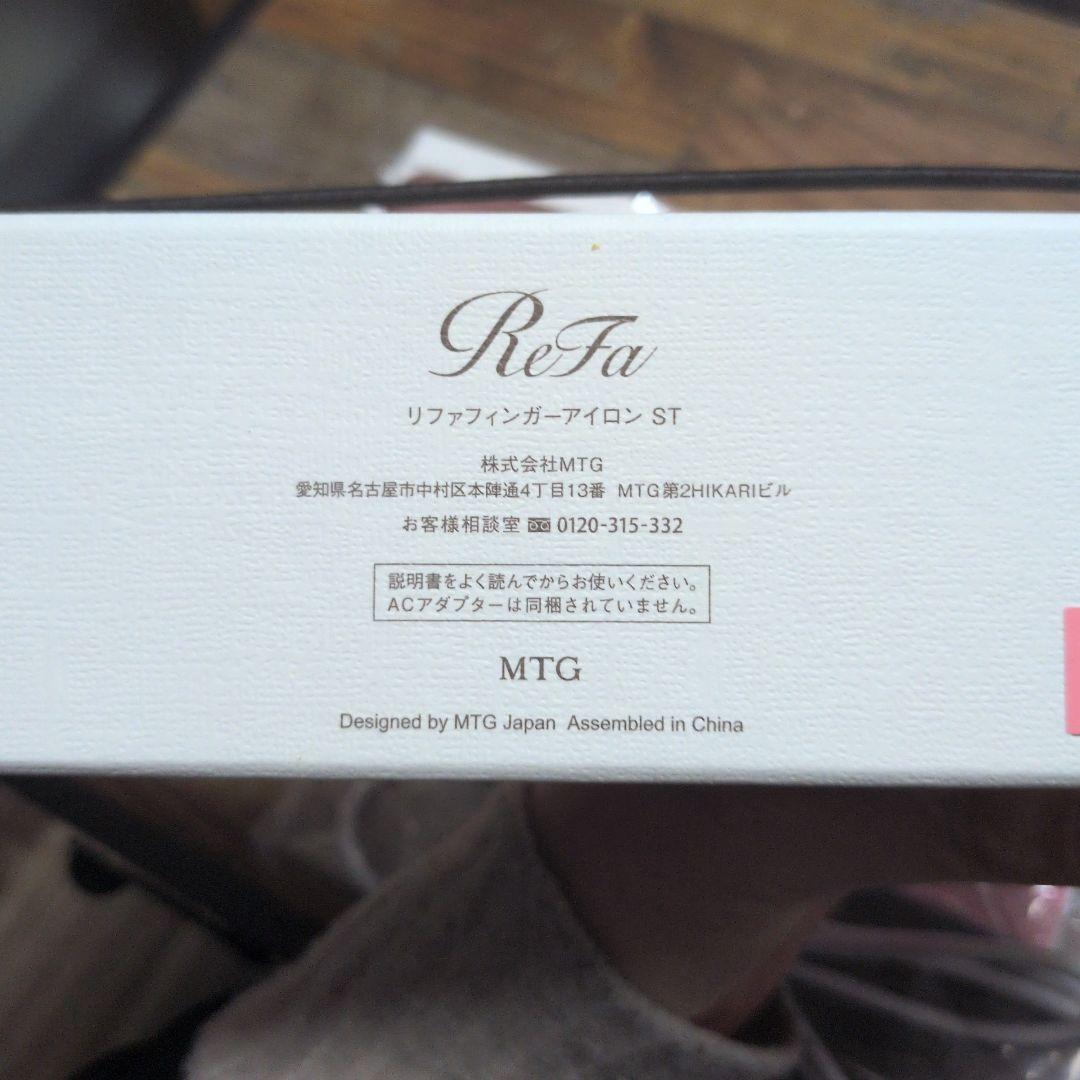 ReFa
リファフィンガーアイロン ST
株式会社MTG
愛知県名古屋市中村区本陣通4丁目13番 MTG第2HIKARIビル
お客様相談室 0120-315-332
説明書をよく読んでからお使いください。
ACアダプターは同梱されていません。
MTG
Designed by MTG Japan Assembled in China